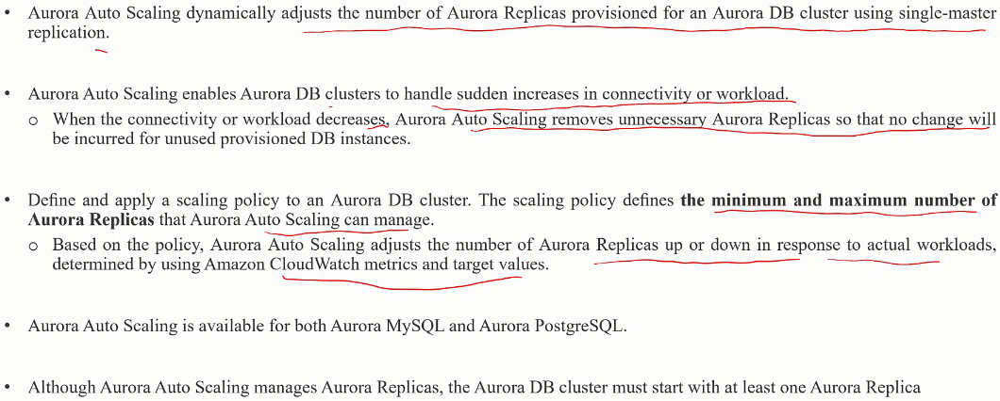 • Aurora Auto Scaling dynamically adjusts the number of Aurora Replicas provisioned for an Aurora DB cluster using single-master
replication.
• Aurora Auto Scaling enables Aurora DB clusters to handle sudden increases in connectivity or workload.
o When the connectivity or workload decreases, Aurora Auto Scaling removes unnecessary Aurora Replicas so that no change will
be incurred for unused provisioned DB instances.
• Define and apply a scaling policy to an Aurora DB cluster. The scaling policy defines the minimum and maximum number of
Aurora Replicas that Aurora Auto Scaling can manage.
o Based on the policy, Aurora Auto Scaling adjusts the number of Aurora Replicas up or down in response to actual workloads,
determined by using Amazon CloudWatch metrics and target values.
• Aurora Auto Scaling is available for both Aurora MySQL and Aurora PostgreSQL.
• Although Aurora Auto Scaling manages Aurora Replicas, the Aurora DB cluster must start with at least one Aurora Replica